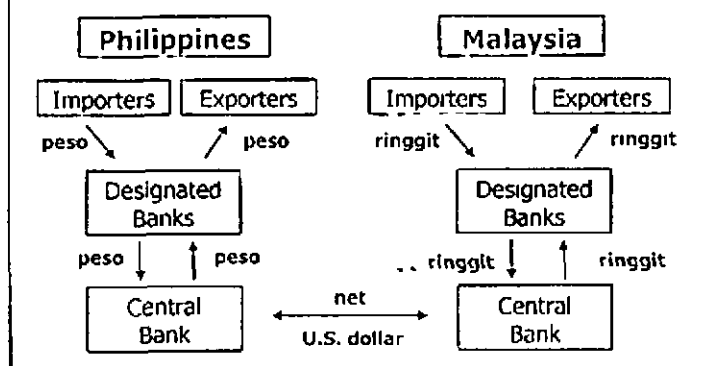 Philippines
Malaysia
Importers
Exporters
Importers
Exporters
peso
peso
ringgit
ringgit
Designated
Banks
Designated
Banks
peso
peso
ringgit
ringgit
Central
Bank
net
U.S. dollar
Central
Bank